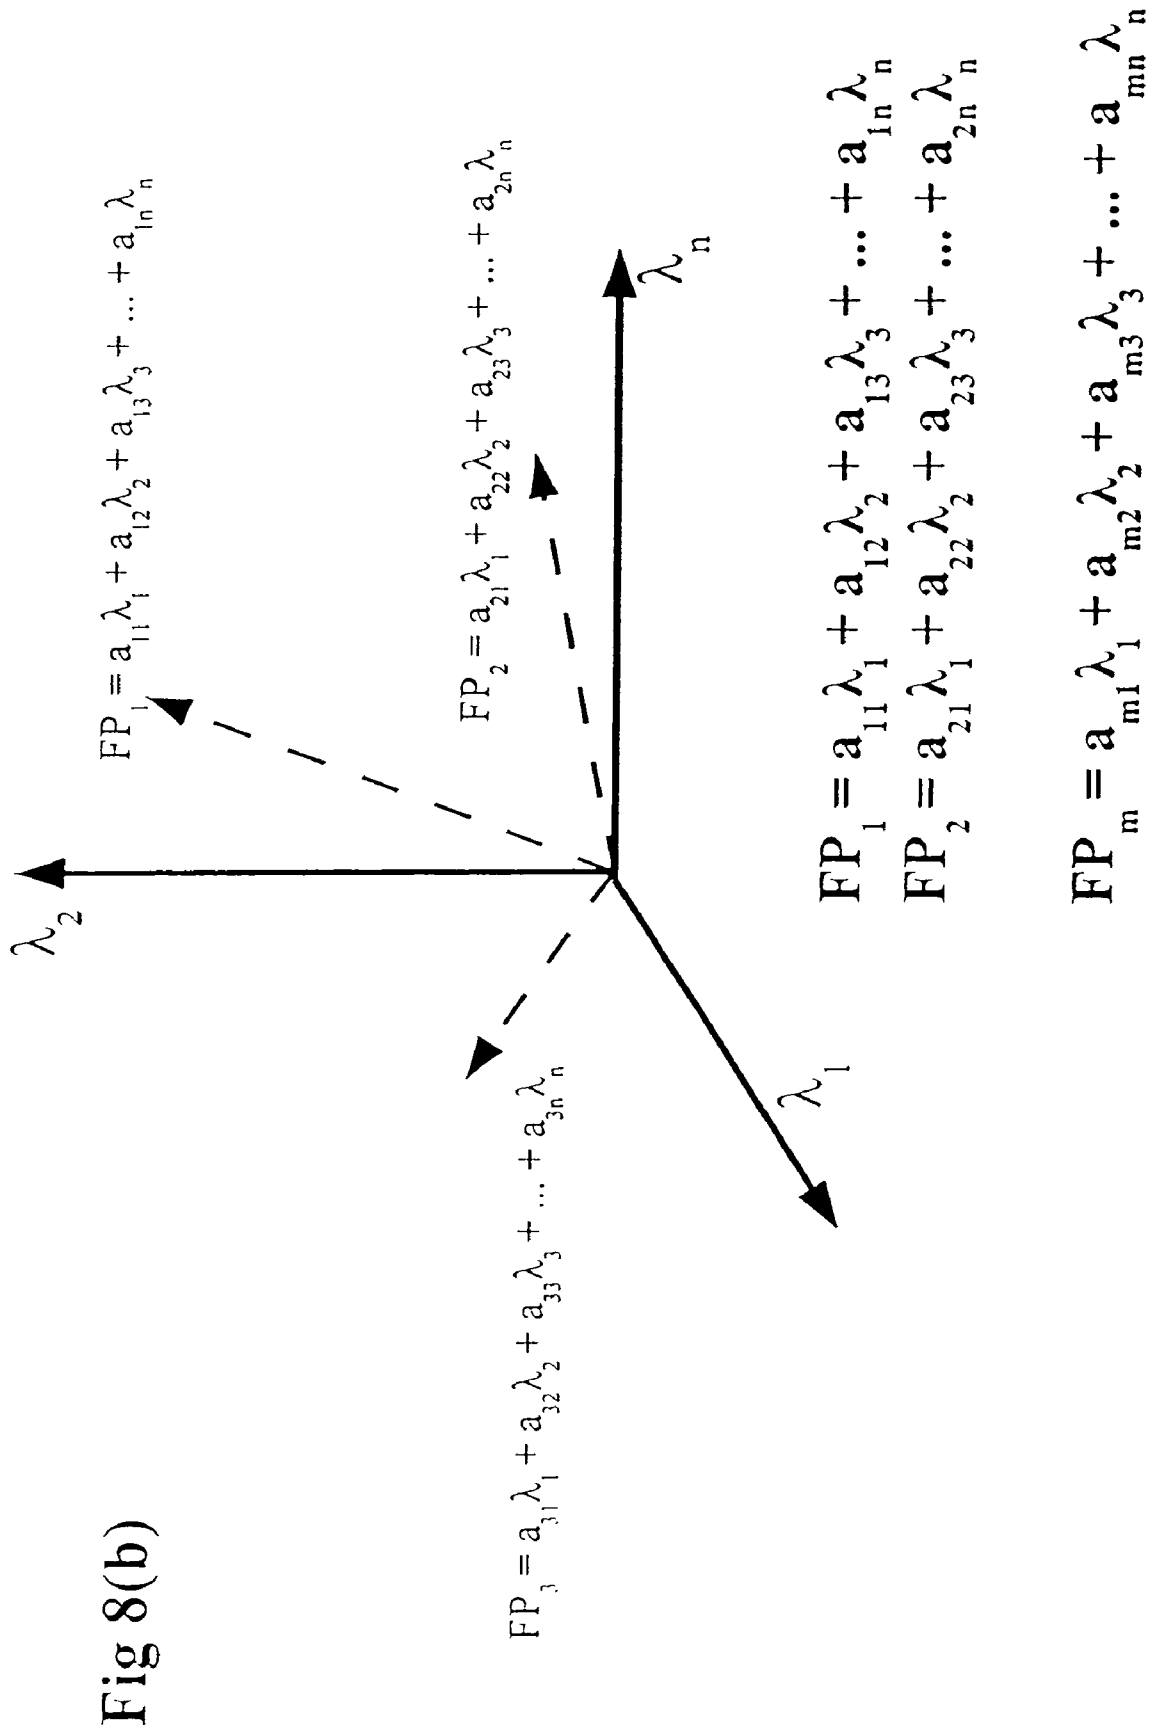 Fig 8(b)
λ₂
FP₁ = a₁₁λ₁ + a₁₂λ₂ + a₁₃λ₃ + .... + a₁ₙλₙ
FP₂ = a₂₁λ₁ + a₂₂λ₂ + a₂₃λ₃ + ... + a₂ₙλₙ
FP₃ = a₃₁λ₁ + a₃₂λ₂ + a₃₃λ₃ + ... + a₃ₙλₙ
λₙ
λ₁
FP₁ = a₁₁λ₁ + a₁₂λ₂ + a₁₃λ₃ + ... + a₁ₙλₙ
FP₂ = a₂₁λ₁ + a₂₂λ₂ + a₂₃λ₃ + ... + a₂ₙλₙ
FPₘ = aₘ₁λ₁ + aₘ₂λ₂ + aₘ₃λ₃ + ... + aₘₙλₙ